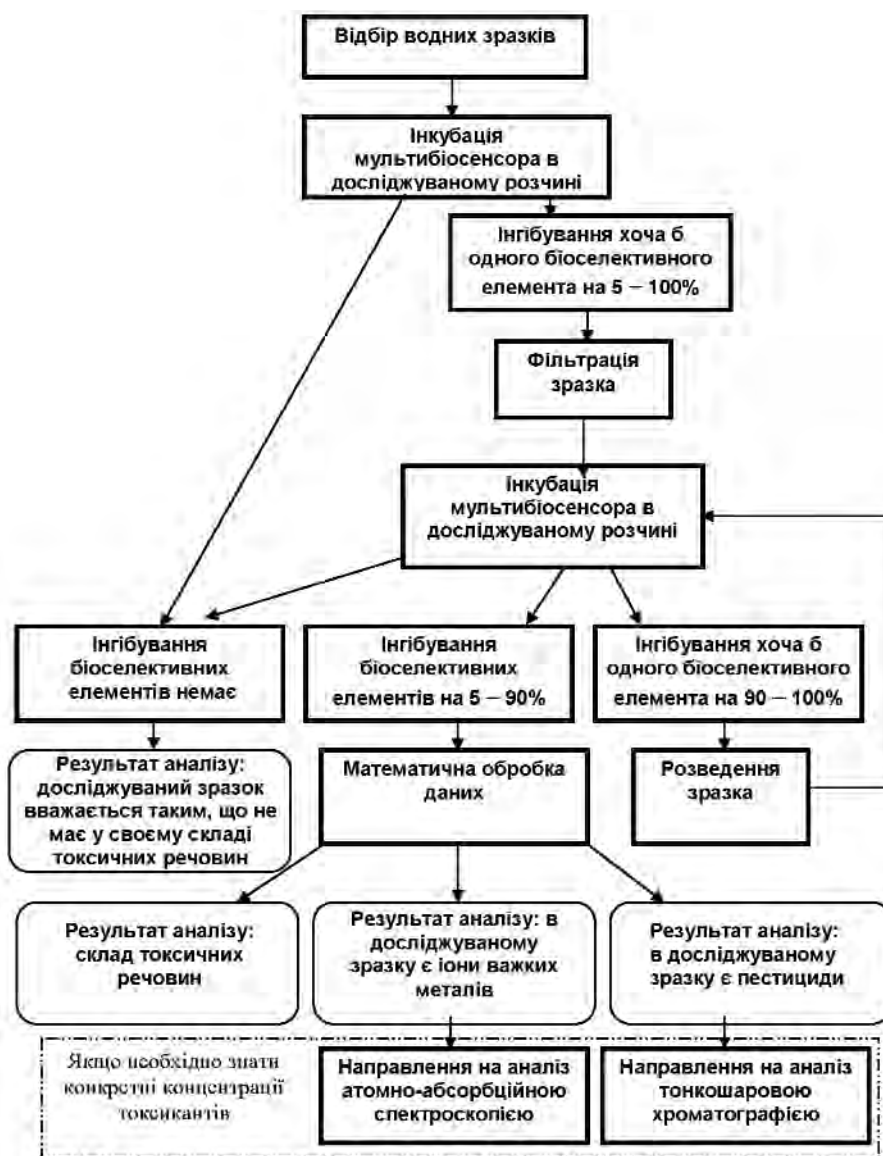 Відбір водних зразків
Інкубація
мультибіосенсора в
досліджуваному розчині
Інгібування хоча б
одного біоселективного
елемента на 5 – 100%
Фільтрація
зразка
Інкубація
мультибіосенсора в
досліджуваному розчині
Інгібування
біоселективних
елементів немає
Інгібування
біоселективних
елементів на 5 – 90%
Інгібування хоча б
одного біоселективного
елемента на 90 – 100%
Результат аналізу:
досліджуваний зразок
вважається таким, що не
має у своєму складі
токсичних речовин
Математична обробка
даних
Розведення
зразка
Результат аналізу:
склад токсичних
речовин
Результат аналізу: в
досліджуваному
зразку є іони важких
металів
Результат аналізу:
в досліджуваному
зразку є пестициди
Якщо необхідно знати
конкретні концентрації
токсикантів
Направлення на аналіз
атомно-абсорбційною
спектроскопією
Направлення на аналіз
тонкошаровою
хроматографією